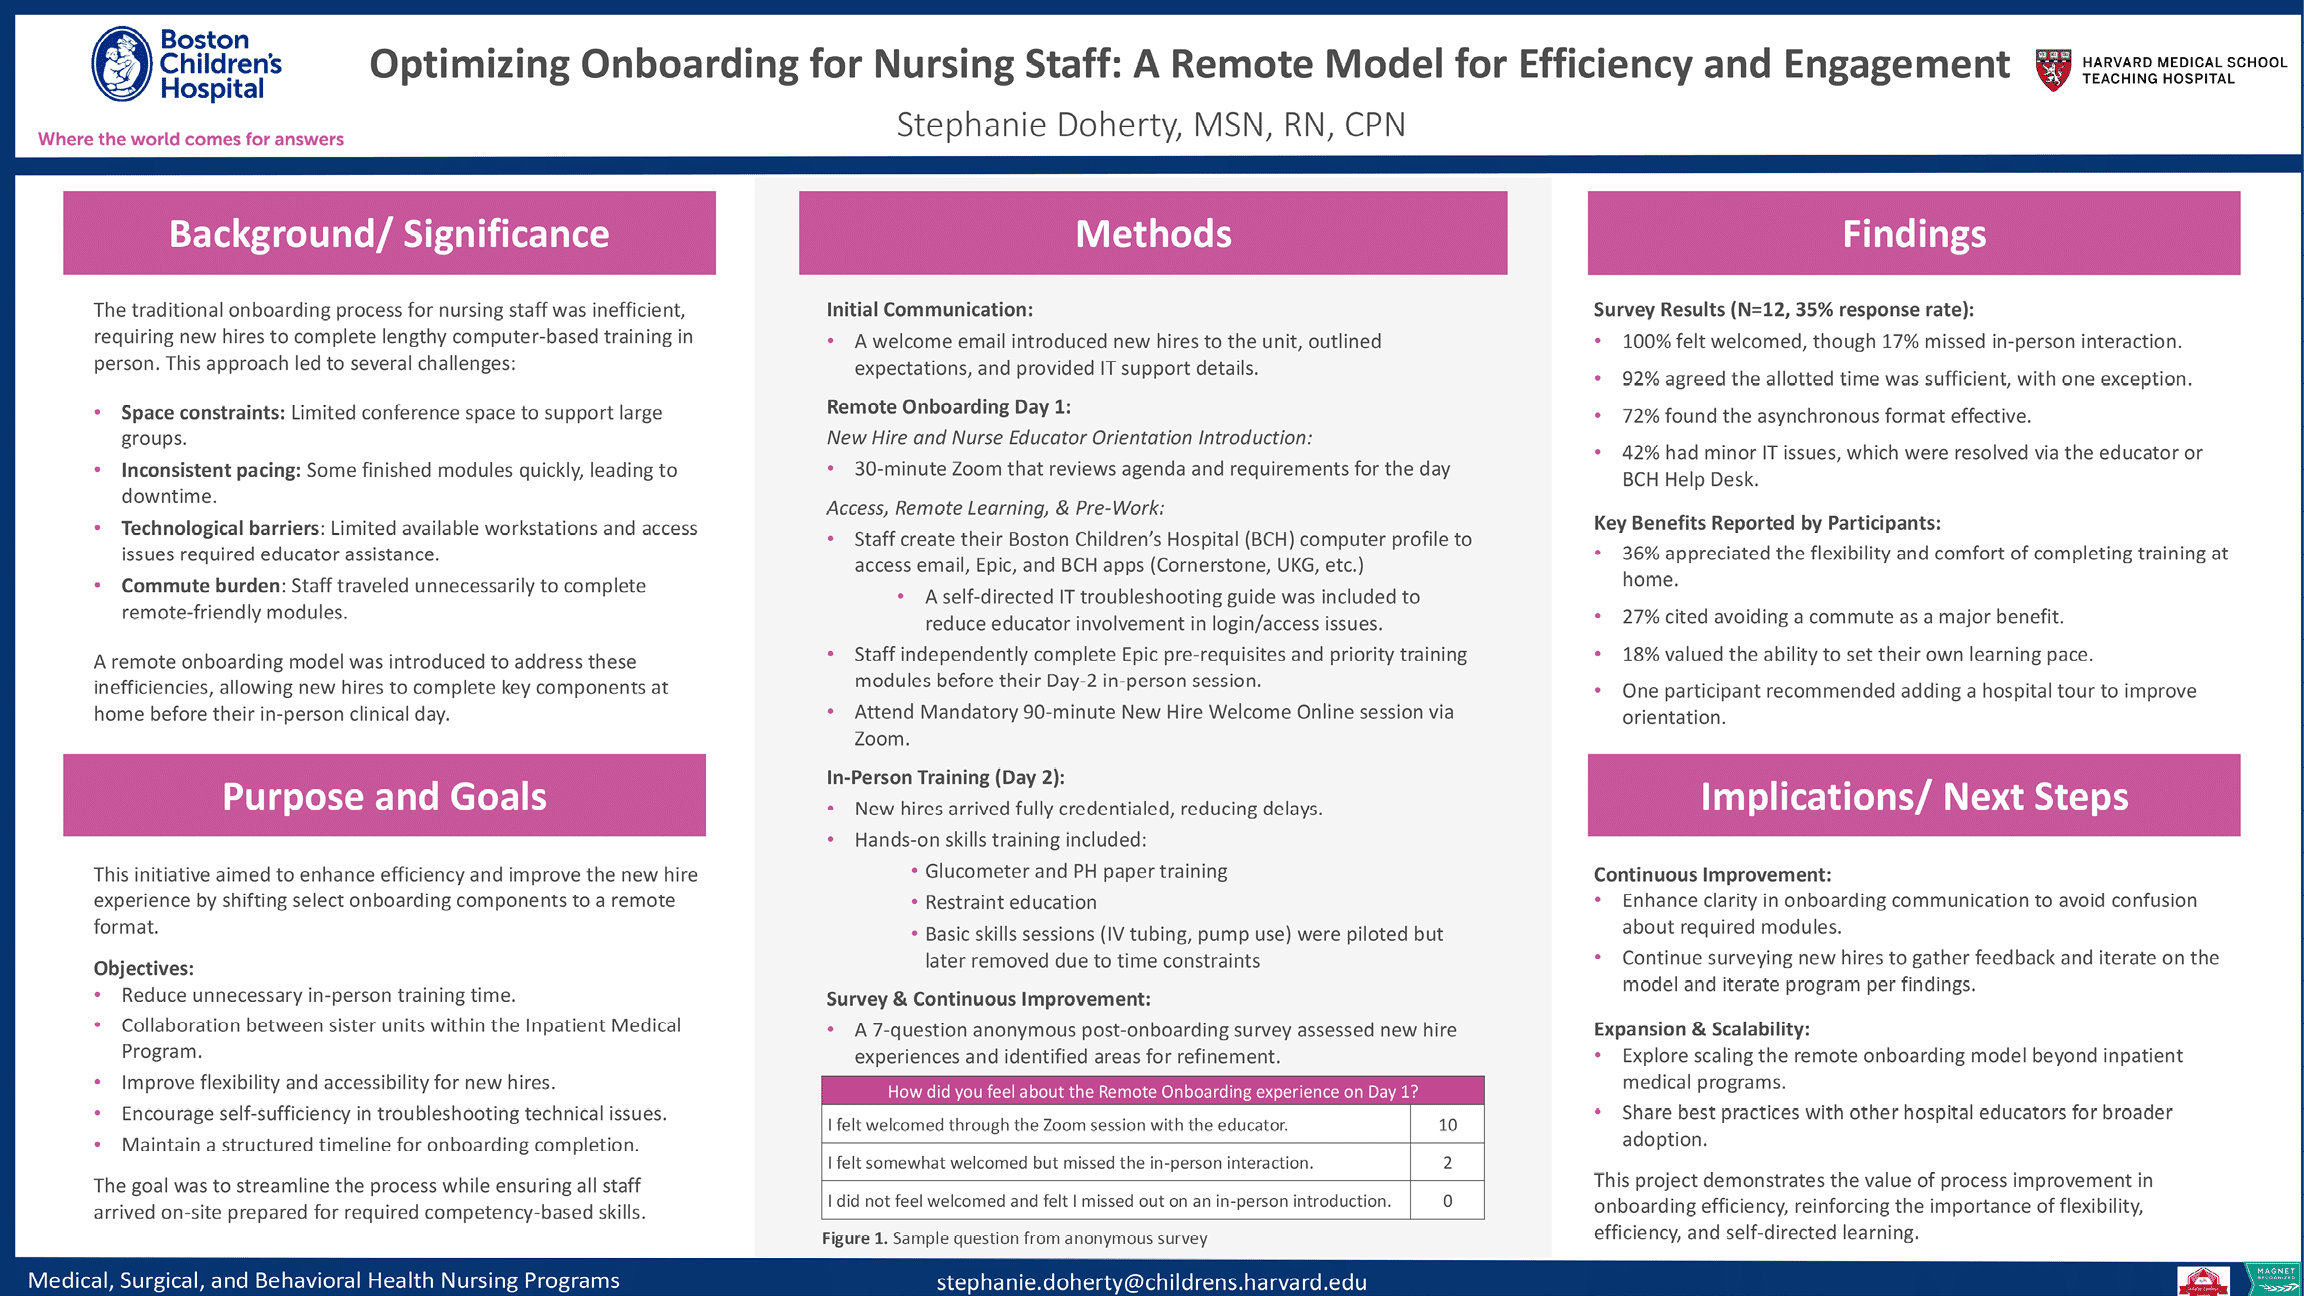 Boston
Children's
Hospital
Where the world comes for answers
Optimizing Onboarding for Nursing Staff: A Remote Model for Efficiency and Engagement
Stephanie Doherty, MSN, RN, CPN
HARVARD MEDICAL SCHOOL
TEACHING HOSPITAL
Background/ Significance
The traditional onboarding process for nursing staff was inefficient,
requiring new hires to complete lengthy computer-based training in
person. This approach led to several challenges:
• Space constraints: Limited conference space to support large
groups.
• Inconsistent pacing: Some finished modules quickly, leading to
downtime.
• Technological barriers: Limited available workstations and access
issues required educator assistance.
• Commute burden: Staff traveled unnecessarily to complete
remote-friendly modules.
A remote onboarding model was introduced to address these
inefficiencies, allowing new hires to complete key components at
home before their in-person clinical day.
Purpose and Goals
This initiative aimed to enhance efficiency and improve the new hire
experience by shifting select onboarding components to a remote
format.
Objectives:
• Reduce unnecessary in-person training time.
• Collaboration between sister units within the Inpatient Medical
Program.
• Improve flexibility and accessibility for new hires.
• Encourage self-sufficiency in troubleshooting technical issues.
• Maintain a structured timeline for onboarding completion.
The goal was to streamline the process while ensuring all staff
arrived on-site prepared for required competency-based skills.
Methods
Initial Communication:
• A welcome email introduced new hires to the unit, outlined
expectations, and provided IT support details.
Remote Onboarding Day 1:
New Hire and Nurse Educator Orientation Introduction:
• 30-minute Zoom that reviews agenda and requirements for the day
Access, Remote Learning, & Pre-Work:
• Staff create their Boston Children's Hospital (BCH) computer profile to
access email, Epic, and BCH apps (Cornerstone, UKG, etc.)
• A self-directed IT troubleshooting guide was included to
reduce educator involvement in login/access issues.
• Staff independently complete Epic pre-requisites and priority training
modules before their Day-2 in-person session.
• Attend Mandatory 90-minute New Hire Welcome Online session via
Zoom.
In-Person Training (Day 2):
• New hires arrived fully credentialed, reducing delays.
• Hands-on skills training included:
• Glucometer and PH paper training
• Restraint education
• Basic skills sessions (IV tubing, pump use) were piloted but
later removed due to time constraints
Survey & Continuous Improvement:
• A 7-question anonymous post-onboarding survey assessed new hire
experiences and identified areas for refinement.
How did you feel about the Remote Onboarding experience on Day 1?
I felt welcomed through the Zoom session with the educator. 10
I felt somewhat welcomed but missed the in-person interaction. 2
I did not feel welcomed and felt I missed out on an in-person introduction. 0
Figure 1. Sample question from anonymous survey
Findings
Survey Results (N=12, 35% response rate):
• 100% felt welcomed, though 17% missed in-person interaction.
• 92% agreed the allotted time was sufficient, with one exception.
• 72% found the asynchronous format effective.
• 42% had minor IT issues, which were resolved via the educator or
BCH Help Desk.
Key Benefits Reported by Participants:
• 36% appreciated the flexibility and comfort of completing training at
home.
• 27% cited avoiding a commute as a major benefit.
• 18% valued the ability to set their own learning pace.
• One participant recommended adding a hospital tour to improve
orientation.
Implications/ Next Steps
Continuous Improvement:
• Enhance clarity in onboarding communication to avoid confusion
about required modules.
• Continue surveying new hires to gather feedback and iterate on the
model and iterate program per findings.
Expansion & Scalability:
• Explore scaling the remote onboarding model beyond inpatient
medical programs.
• Share best practices with other hospital educators for broader
adoption.
This project demonstrates the value of process improvement in
onboarding efficiency, reinforcing the importance of flexibility,
efficiency, and self-directed learning.
Medical, Surgical, and Behavioral Health Nursing Programs
stephanie.doherty@childrens.harvard.edu
MAGNET
RECOGNIZED